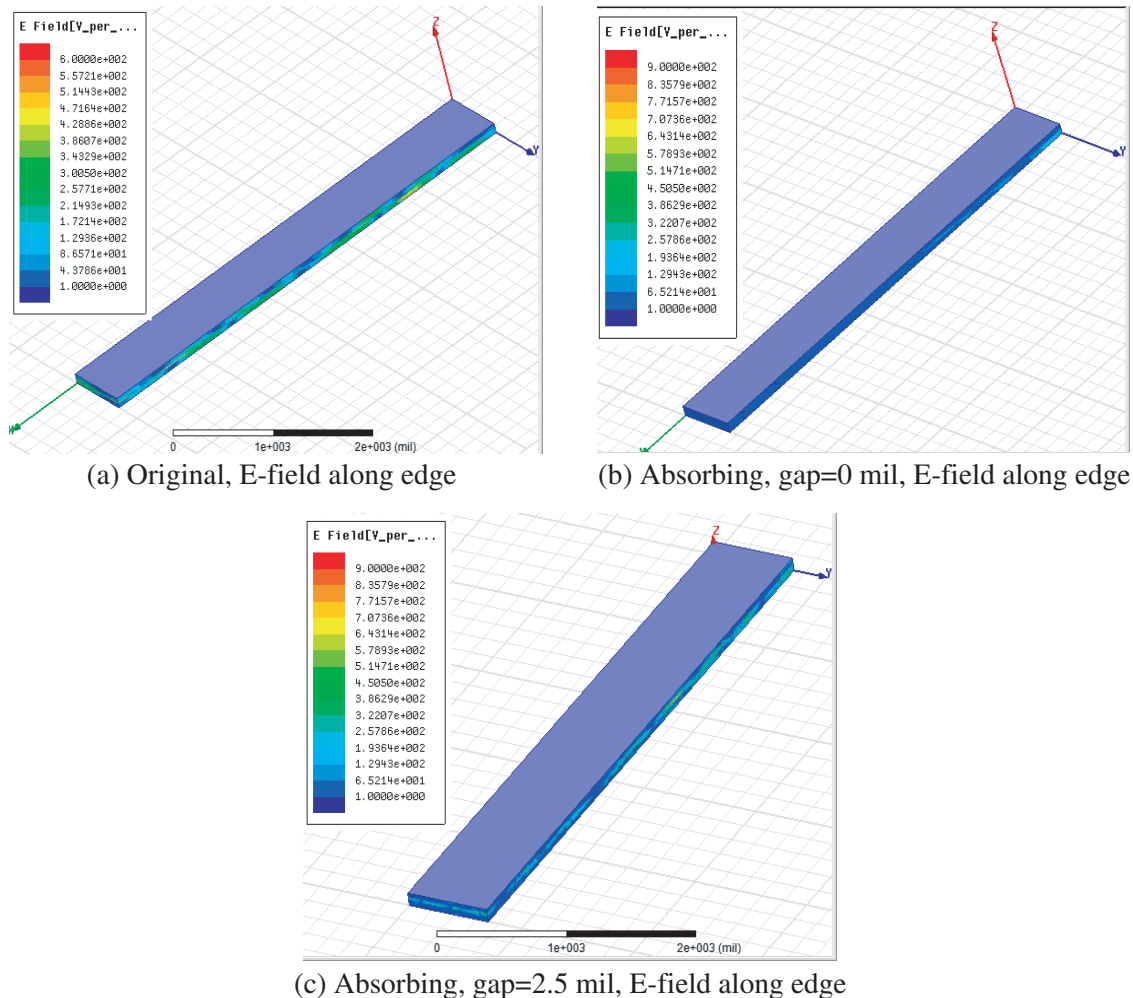 E Field[V_per_...
6.0000e+002
5.5721e+002
5.1443e+002
4.7164e+002
4.2886e+002
3.8607e+002
3.4329e+002
3.0050e+002
2.5771e+002
2.1493e+002
1.7214e+002
1.2936e+002
8.6571e+001
4.3786e+001
1.0000e+000
Z
Y
0
1e+003
2e+003 (mil)
(a) Original, E-field along edge
E Field[V_per_...
9.0000e+002
8.3579e+002
7.7157e+002
7.0736e+002
6.4314e+002
5.7893e+002
5.1471e+002
4.5050e+002
3.8629e+002
3.2207e+002
2.5786e+002
1.9364e+002
1.2943e+002
6.5214e+001
1.0000e+000
Z
Y
(b) Absorbing, gap=0 mil, E-field along edge
E Field[V_per_...
9.0000e+002
8.3579e+002
7.7157e+002
7.0736e+002
6.4314e+002
5.7893e+002
5.1471e+002
4.5050e+002
3.8629e+002
3.2207e+002
2.5786e+002
1.9364e+002
1.2943e+002
6.5214e+001
1.0000e+000
Z
Y
0
1e+003
2e+003 (mil)
(c) Absorbing, gap=2.5 mil, E-field along edge